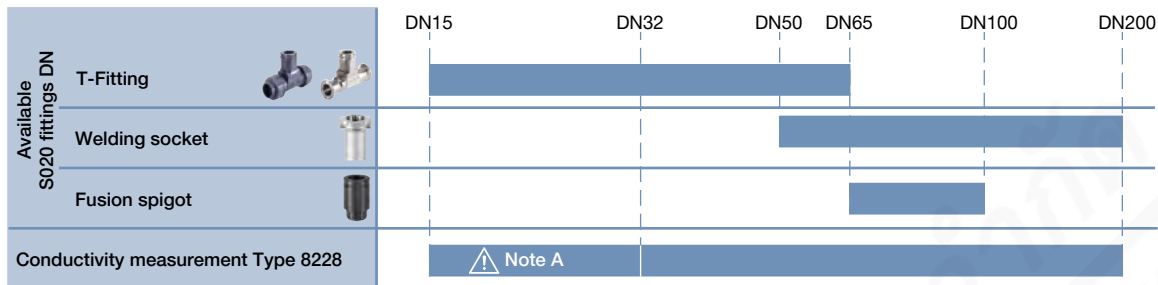 DN15 DN32 DN50 DN65 DN100 DN200
Available
S020 fittings DN
T-Fitting
Welding socket
Fusion spigot
Conductivity measurement Type 8228 Note A